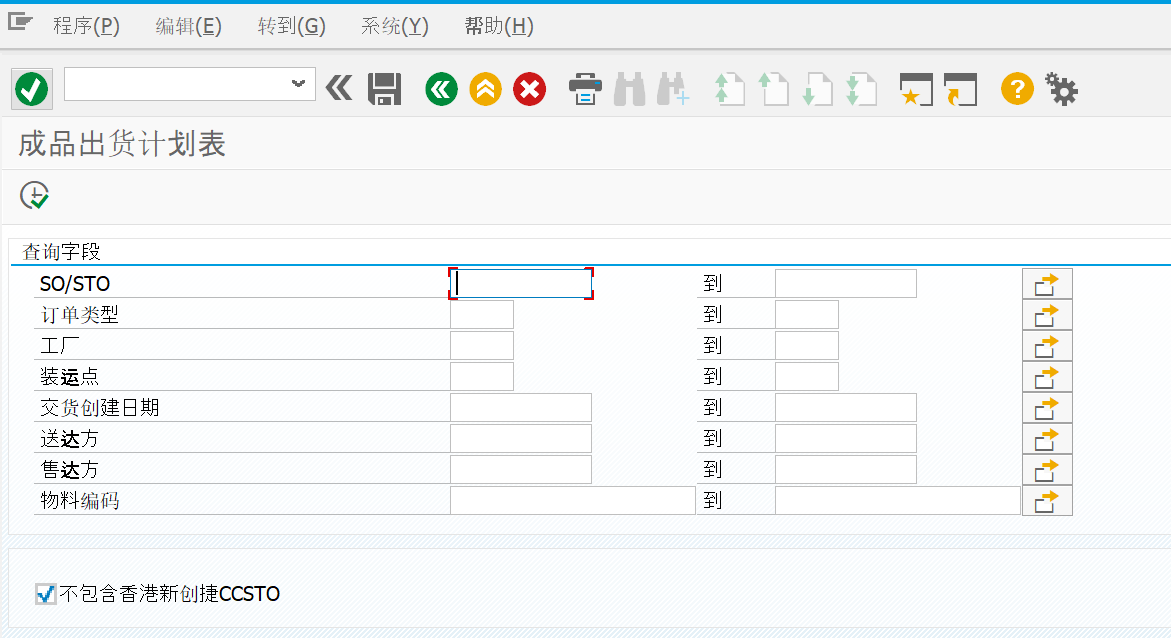 程序(P) 编辑(E) 转到(G) 系统(Y) 帮助(H)
成品出货计划表
查询字段
SO/STO 到
订单类型 到
工厂 到
装运点 到
交货创建日期 到
送达方 到
售达方 到
物料编码 到
不包含香港新创捷CCSTO